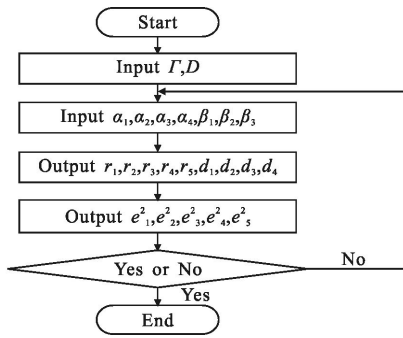 Start
Input Γ,D
Input α₁,α₂,α₃,α₄,β₁,β₂,β₃
Output r₁,r₂,r₃,r₄,r₅,d₁,d₂,d₃,d₄
Output e²₁,e²₂,e²₃,e²₄,e²₅
Yes or No
No
Yes
End